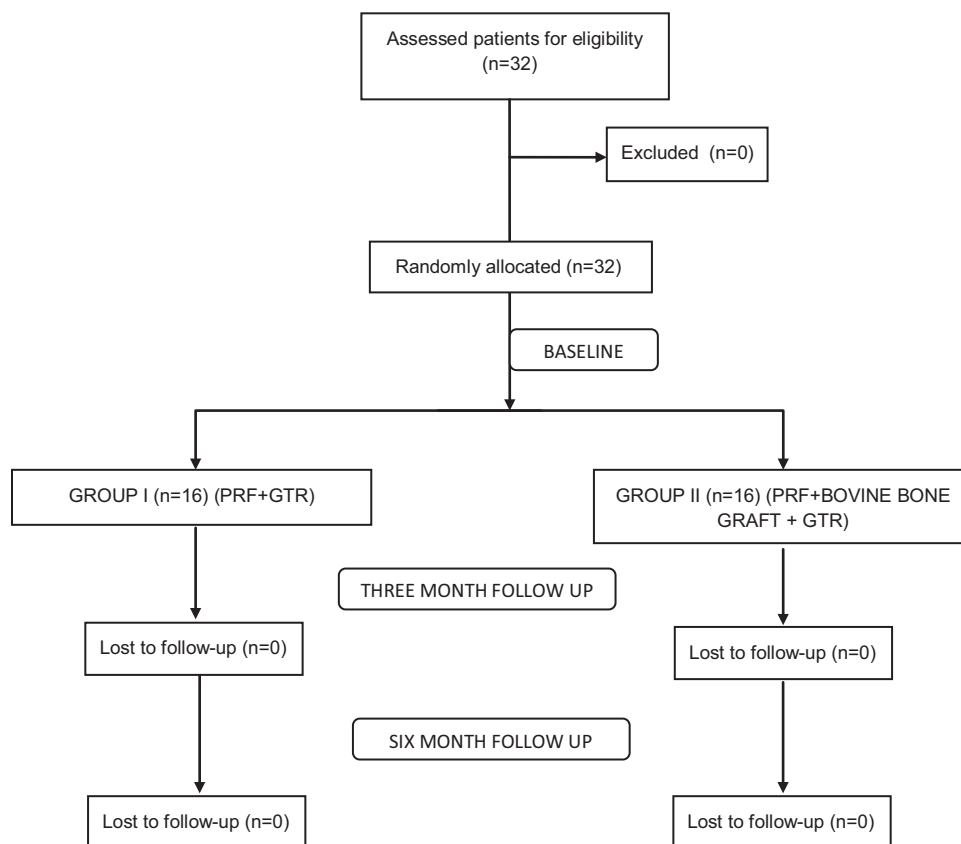 Assessed patients for eligibility
(n=32)
Excluded (n=0)
Randomly allocated (n=32)
BASELINE
GROUP I (n=16) (PRF+GTR)
GROUP II (n=16) (PRF+BOVINE BONE
GRAFT + GTR)
THREE MONTH FOLLOW UP
Lost to follow-up (n=0)
Lost to follow-up (n=0)
SIX MONTH FOLLOW UP
Lost to follow-up (n=0)
Lost to follow-up (n=0)